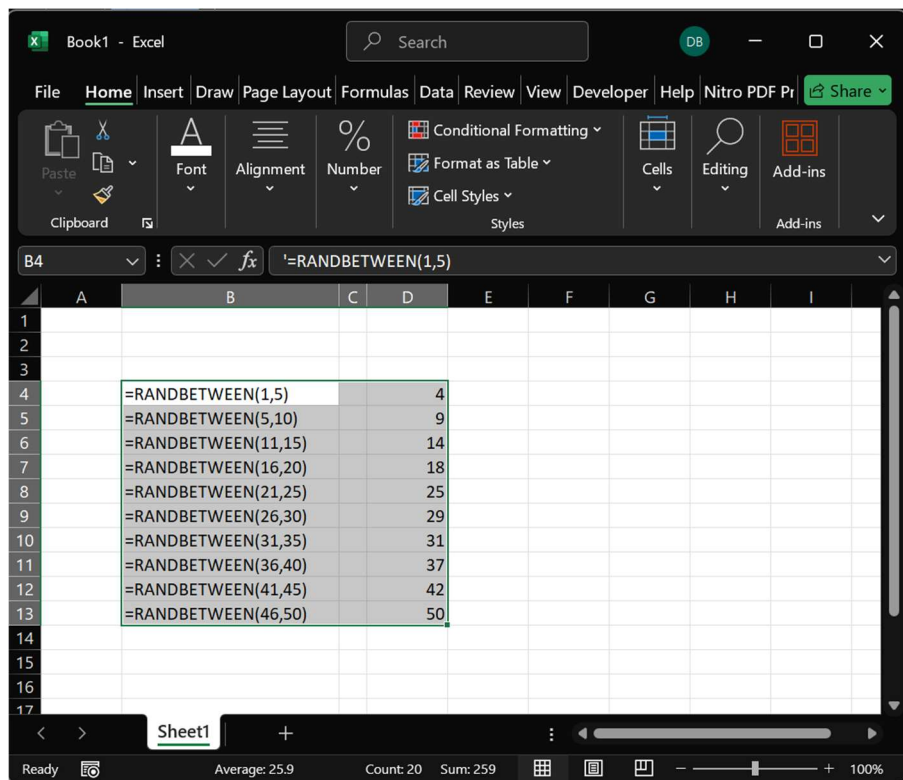 Book1 - Excel
Search
DB
File Home Insert Draw Page Layout Formulas Data Review View Developer Help Nitro PDF Pr Share
Paste
Clipboard
Font
Alignment
%
Number
Conditional Formatting
Format as Table
Cell Styles
Styles
Cells
Editing
Add-ins
Add-ins
B4 fx '=RANDBETWEEN(1,5)
A B C D E F G H I
1
2
3
4 =RANDBETWEEN(1,5) 4
5 =RANDBETWEEN(5,10) 9
6 =RANDBETWEEN(11,15) 14
7 =RANDBETWEEN(16,20) 18
8 =RANDBETWEEN(21,25) 25
9 =RANDBETWEEN(26,30) 29
10 =RANDBETWEEN(31,35) 31
11 =RANDBETWEEN(36,40) 37
12 =RANDBETWEEN(41,45) 42
13 =RANDBETWEEN(46,50) 50
14
15
16
17
Sheet1 +
Ready Average: 25.9 Count: 20 Sum: 259 - + 100%